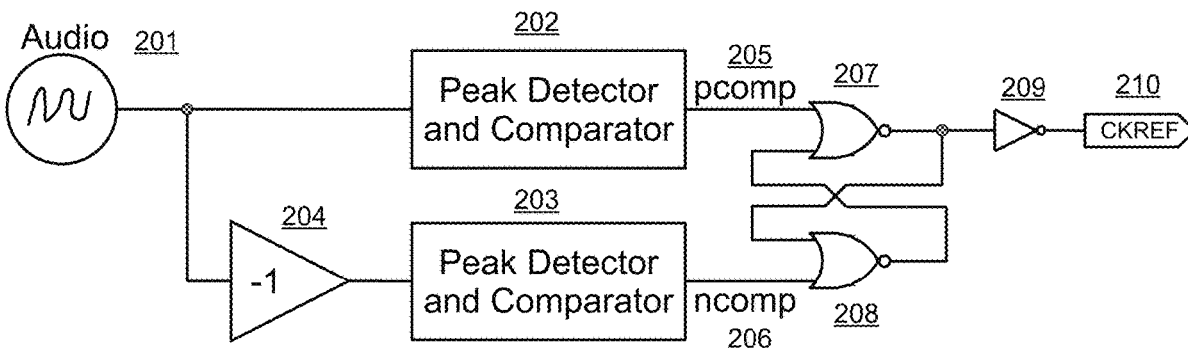 Audio
201
202
Peak Detector
and Comparator
205
pcomp
207
209
210
CKREF
204
-1
203
Peak Detector
and Comparator
ncomp
206
208